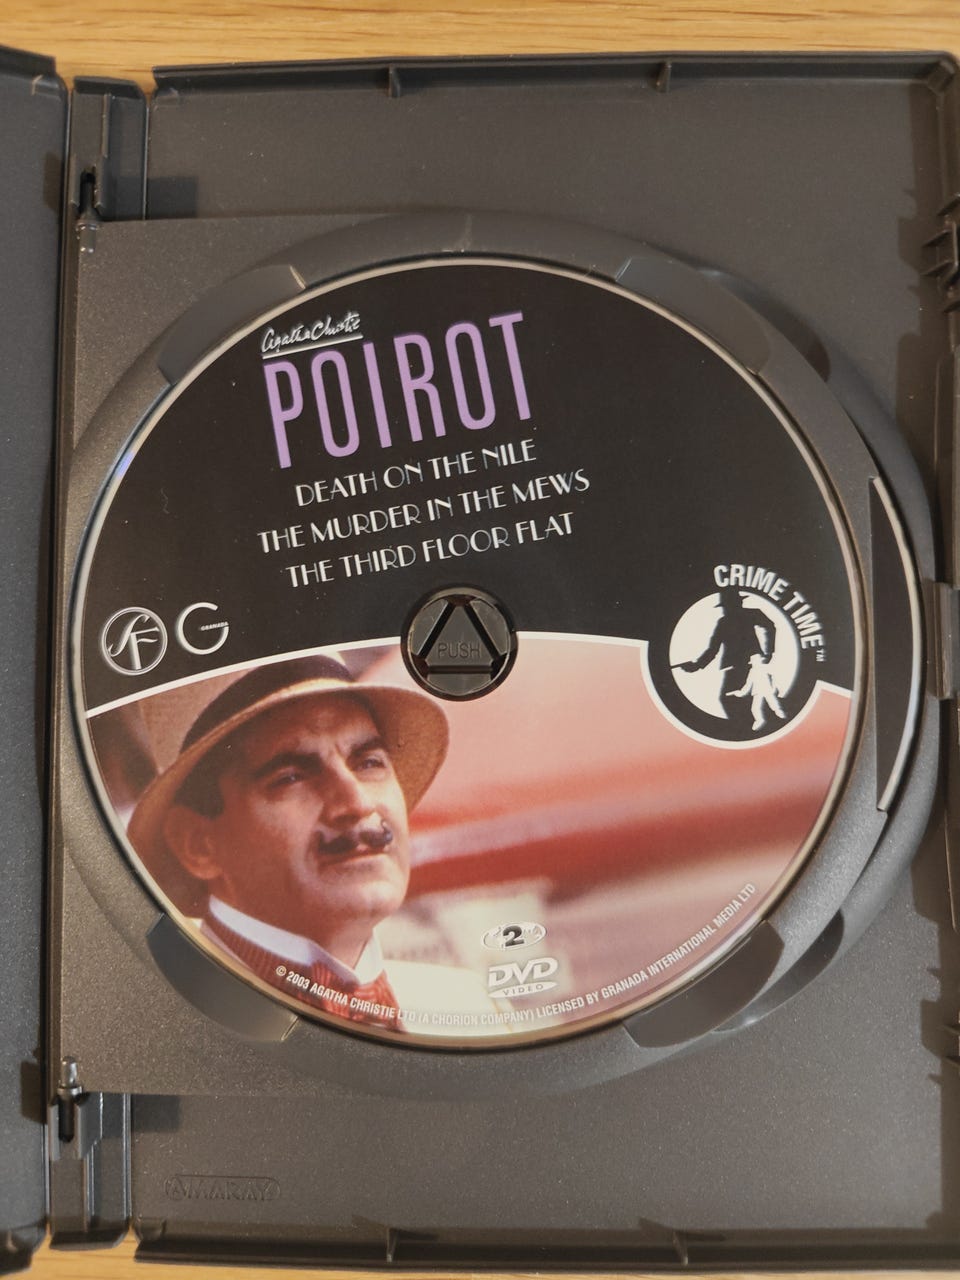 Agatha Christie
POIROT
DEATH ON THE NILE
THE MURDER IN THE MEWS
THE THIRD FLOOR FLAT
CRIME TIME™
SF
G
GRANADA
PUSH
2
DVD
VIDEO
© 2003 AGATHA CHRISTIE LTD (A CHORION COMPANY) LICENSED BY GRANADA INTERNATIONAL MEDIA LTD
AMARAY